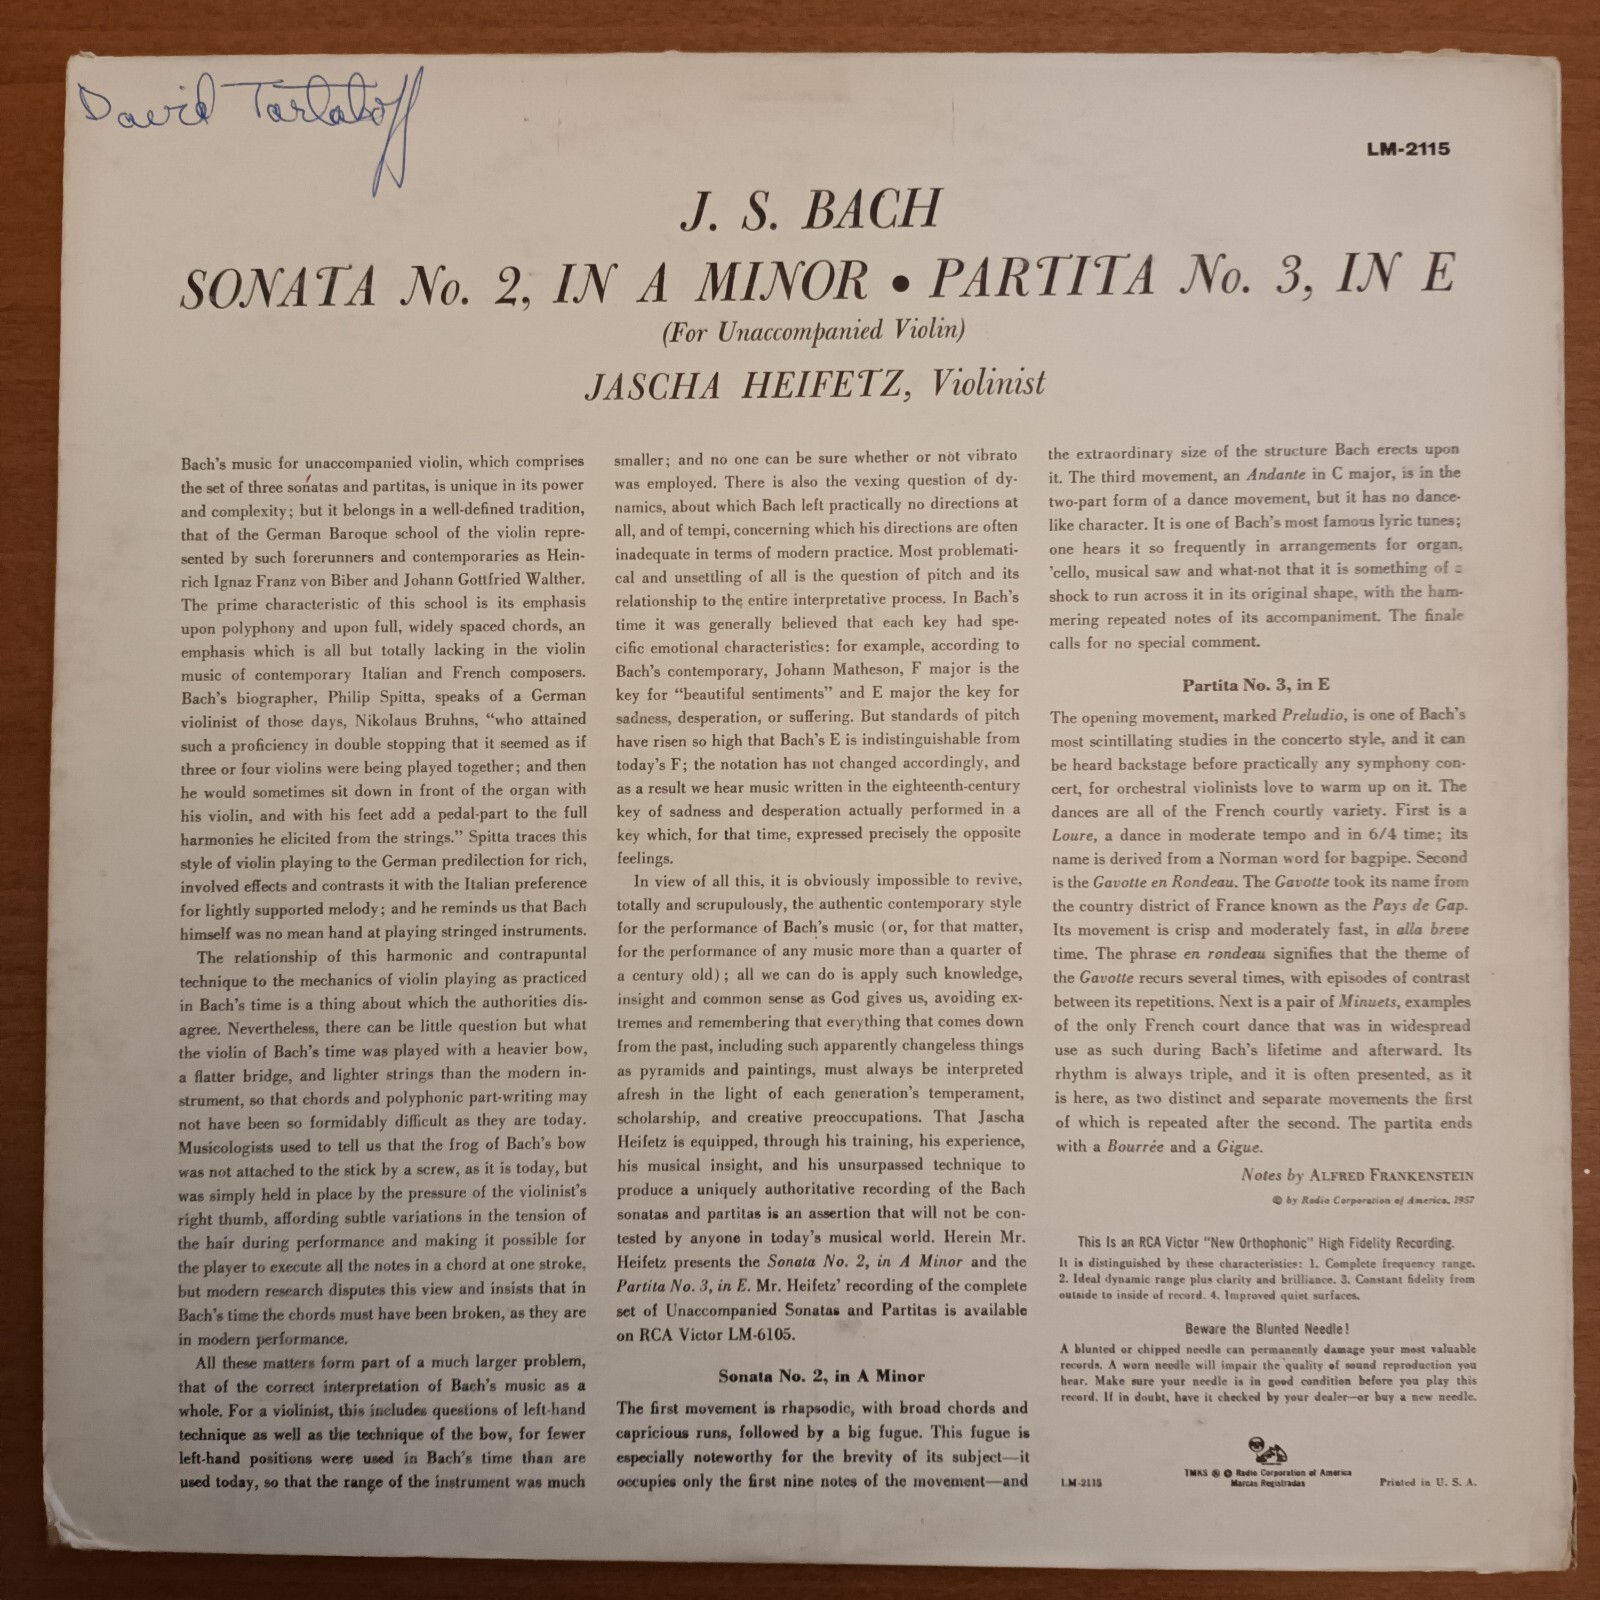 David Tartakoff
LM-2115
J. S. BACH
SONATA No. 2, IN A MINOR • PARTITA No. 3, IN E
(For Unaccompanied Violin)
JASCHA HEIFETZ, Violinist
Bach's music for unaccompanied violin, which comprises
the set of three sonatas and partitas, is unique in its power
and complexity; but it belongs in a well-defined tradition,
that of the German Baroque school of the violin repre-
sented by such forerunners and contemporaries as Hein-
rich Ignaz Franz von Biber and Johann Gottfried Walther.
The prime characteristic of this school is its emphasis
upon polyphony and upon full, widely spaced chords, an
emphasis which is all but totally lacking in the violin
music of contemporary Italian and French composers.
Bach's biographer, Philip Spitta, speaks of a German
violinist of those days, Nikolaus Bruhns, "who attained
such a proficiency in double stopping that it seemed as if
three or four violins were being played together; and then
he would sometimes sit down in front of the organ with
his violin, and with his feet add a pedal-part to the full
harmonies he elicited from the strings." Spitta traces this
style of violin playing to the German predilection for rich,
involved effects and contrasts it with the Italian preference
for lightly supported melody; and he reminds us that Bach
himself was no mean hand at playing stringed instruments.
The relationship of this harmonic and contrapuntal
technique to the mechanics of violin playing as practiced
in Bach's time is a thing about which the authorities dis-
agree. Nevertheless, there can be little question but what
the violin of Bach's time was played with a heavier bow,
a flatter bridge, and lighter strings than the modern in-
strument, so that chords and polyphonic part-writing may
not have been so formidably difficult as they are today.
Musicologists used to tell us that the frog of Bach's bow
was not attached to the stick by a screw, as it is today, but
was simply held in place by the pressure of the violinist's
right thumb, affording subtle variations in the tension of
the hair during performance and making it possible for
the player to execute all the notes in a chord at one stroke,
but modern research disputes this view and insists that in
Bach's time the chords must have been broken, as they are
in modern performance.
All these matters form part of a much larger problem,
that of the correct interpretation of Bach's music as a
whole. For a violinist, this includes questions of left-hand
technique as well as the technique of the bow, for fewer
left-hand positions were used in Bach's time than are
used today, so that the range of the instrument was much
smaller; and no one can be sure whether or not vibrato
was employed. There is also the vexing question of dy-
namics, about which Bach left practically no directions at
all, and of tempi, concerning which his directions are often
inadequate in terms of modern practice. Most problemati-
cal and unsettling of all is the question of pitch and its
relationship to the entire interpretative process. In Bach's
time it was generally believed that each key had spe-
cific emotional characteristics: for example, according to
Bach's contemporary, Johann Matheson, F major is the
key for "beautiful sentiments" and E major the key for
sadness, desperation, or suffering. But standards of pitch
have risen so high that Bach's E is indistinguishable from
today's F; the notation has not changed accordingly, and
as a result we hear music written in the eighteenth-century
key of sadness and desperation actually performed in a
key which, for that time, expressed precisely the opposite
feelings.
In view of all this, it is obviously impossible to revive,
totally and scrupulously, the authentic contemporary style
for the performance of Bach's music (or, for that matter,
for the performance of any music more than a quarter of
a century old); all we can do is apply such knowledge,
insight and common sense as God gives us, avoiding ex-
tremes and remembering that everything that comes down
from the past, including such apparently changeless things
as pyramids and paintings, must always be interpreted
afresh in the light of each generation's temperament,
scholarship, and creative preoccupations. That Jascha
Heifetz is equipped, through his training, his experience,
his musical insight, and his unsurpassed technique to
produce a uniquely authoritative recording of the Bach
sonatas and partitas is an assertion that will not be con-
tested by anyone in today's musical world. Herein Mr.
Heifetz presents the Sonata No. 2, in A Minor and the
Partita No. 3, in E. Mr. Heifetz' recording of the complete
set of Unaccompanied Sonatas and Partitas is available
on RCA Victor LM-6105.
Sonata No. 2, in A Minor
The first movement is rhapsodic, with broad chords and
capricious runs, followed by a big fugue. This fugue is
especially noteworthy for the brevity of its subject—it
occupies only the first nine notes of the movement—and
the extraordinary size of the structure Bach erects upon
it. The third movement, an Andante in C major, is in the
two-part form of a dance movement, but it has no dance-
like character. It is one of Bach's most famous lyric tunes;
one hears it so frequently in arrangements for organ,
'cello, musical saw and what-not that it is something of a
shock to run across it in its original shape, with the ham-
mering repeated notes of its accompaniment. The finale
calls for no special comment.
Partita No. 3, in E
The opening movement, marked Preludio, is one of Bach's
most scintillating studies in the concerto style, and it can
be heard backstage before practically any symphony con-
cert, for orchestral violinists love to warm up on it. The
dances are all of the French courtly variety. First is a
Loure, a dance in moderate tempo and in 6/4 time; its
name is derived from a Norman word for bagpipe. Second
is the Gavotte en Rondeau. The Gavotte took its name from
the country district of France known as the Pays de Gap.
Its movement is crisp and moderately fast, in alla breve
time. The phrase en rondeau signifies that the theme of
the Gavotte recurs several times, with episodes of contrast
between its repetitions. Next is a pair of Minuets, examples
of the only French court dance that was in widespread
use as such during Bach's lifetime and afterward. Its
rhythm is always triple, and it is often presented, as it
is here, as two distinct and separate movements the first
of which is repeated after the second. The partita ends
with a Bourrée and a Gigue.
Notes by ALFRED FRANKENSTEIN
© by Radio Corporation of America, 1957
This Is an RCA Victor "New Orthophonic" High Fidelity Recording.
It is distinguished by these characteristics: 1. Complete frequency range.
2. Ideal dynamic range plus clarity and brilliance. 3. Constant fidelity from
outside to inside of record. 4. Improved quiet surfaces.
Beware the Blunted Needle!
A blunted or chipped needle can permanently damage your most valuable
records. A worn needle will impair the quality of sound reproduction you
hear. Make sure your needle is in good condition before you play this
record. If in doubt, have it checked by your dealer—or buy a new needle.
RCA
TMKS ® © Radio Corporation of America
Marcas Registradas
LM-2115
Printed in U. S. A.